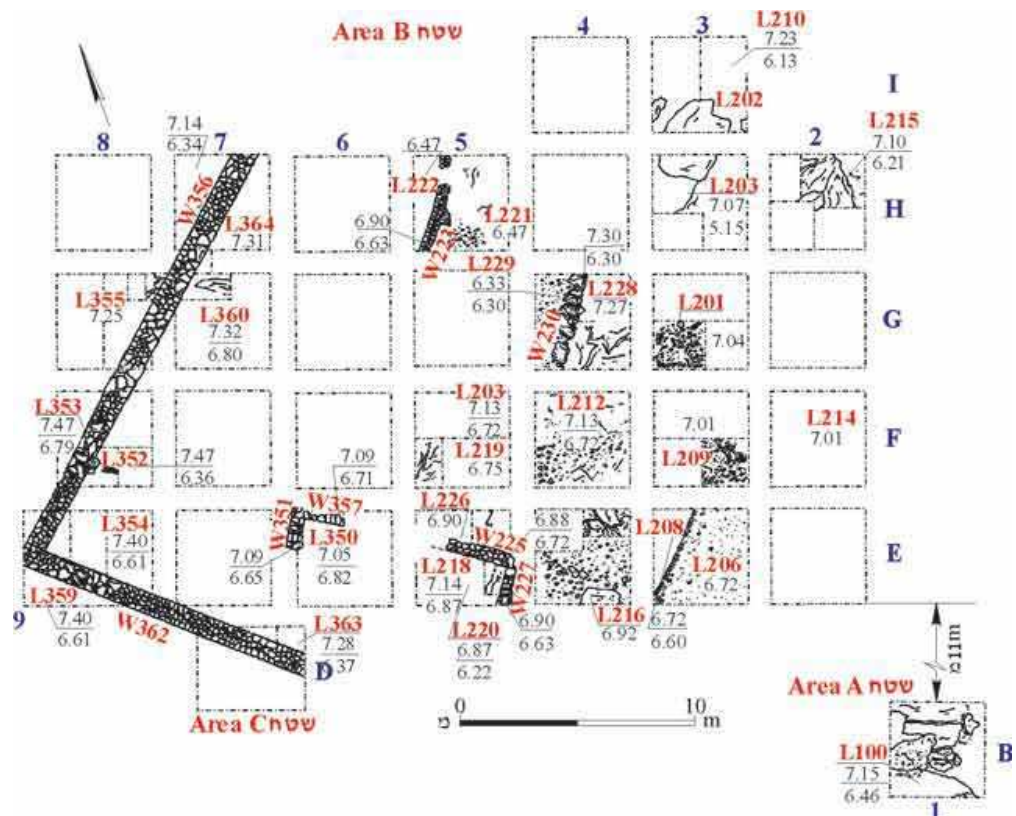 Area B שטח
4
3
L210
7.23
6.13
I
L202
8
7.14
6.34
7
6
5
6.47
2
L215
7.10
6.21
W356
L364
7.31
L222
L221
6.47
6.90
6.63
W223
L203
7.07
5.15
H
L229
6.33
6.30
7.30
6.30
L228
7.27
W230
L201
7.04
G
L355
7.25
L360
7.32
6.80
L353
7.47
6.79
L352
7.47
6.36
L203
7.13
6.72
L219
6.75
L212
7.13
6.72
7.01
L209
L214
7.01
F
7.09
6.71
W351
W357
L350
7.05
6.82
7.09
6.65
L226
6.90
W225
6.88
6.72
L218
7.14
6.87
W227
L208
L206
6.72
E
L354
7.40
6.61
L359
9
7.40
6.61
W362
L363
7.28
D
L220
6.87
6.22
6.90
6.63
L216
6.92
6.72
6.60
11m
מ
Area C שטח
0
10
מ
m
Area A שטח
L100
7.15
6.46
B
1